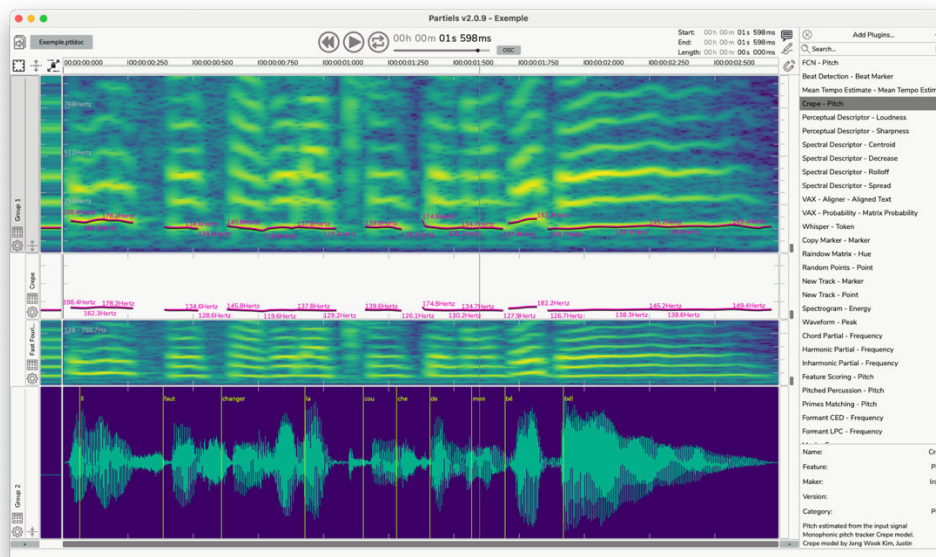 Partiels v2.0.9 - Exemple
Exemple.ptldoc
00h 00m 01s 598ms
OSC
Start: 00h 00m 01s 598ms
End: 00h 00m 01s 598ms
Length: 00h 00m 00s 000ms
Add Plugins...
Search...
00:00:00:000
00:00:00:250
00:00:00:500
00:00:00:750
00:00:01:000
00:00:01:250
00:00:01:500
00:00:01:750
00:00:02:000
00:00:02:250
00:00:02:500
Group 1
Crepe
198.4Hertz
178.2Hertz
162.3Hertz
134.6Hertz
128.6Hertz
145.8Hertz
119.6Hertz
137.8Hertz
129.2Hertz
139.6Hertz
126.1Hertz
174.8Hertz
130.2Hertz
134.7Hertz
127.8Hertz
182.2Hertz
126.7Hertz
138.3Hertz
145.2Hertz
138.6Hertz
149.4Hertz
Fast Fouri...
Group 2
il
faut
changer
la
cou
che
de
mon
bé
bé!
FCN - Pitch
Beat Detection - Beat Marker
Mean Tempo Estimate - Mean Tempo Estim
Crepe - Pitch
Perceptual Descriptor - Loudness
Perceptual Descriptor - Sharpness
Spectral Descriptor - Centroid
Spectral Descriptor - Decrease
Spectral Descriptor - Rolloff
Spectral Descriptor - Spread
VAX - Aligner - Aligned Text
VAX - Probability - Matrix Probability
Whisper - Token
Copy Marker - Marker
Raindow Matrix - Hue
Random Points - Point
New Track - Marker
New Track - Point
Spectrogram - Energy
Waveform - Peak
Chord Partial - Frequency
Harmonic Partial - Frequency
Inharmonic Partial - Frequency
Feature Scoring - Pitch
Pitched Percussion - Pitch
Primes Matching - Pitch
Formant CED - Frequency
Formant LPC - Frequency
Name: Cr
Feature: P
Maker: Ir
Version:
Category: P
Pitch estimated from the input signal
Monophonic pitch tracker Crepe model.
Crepe model by Jong Wook Kim, Justin